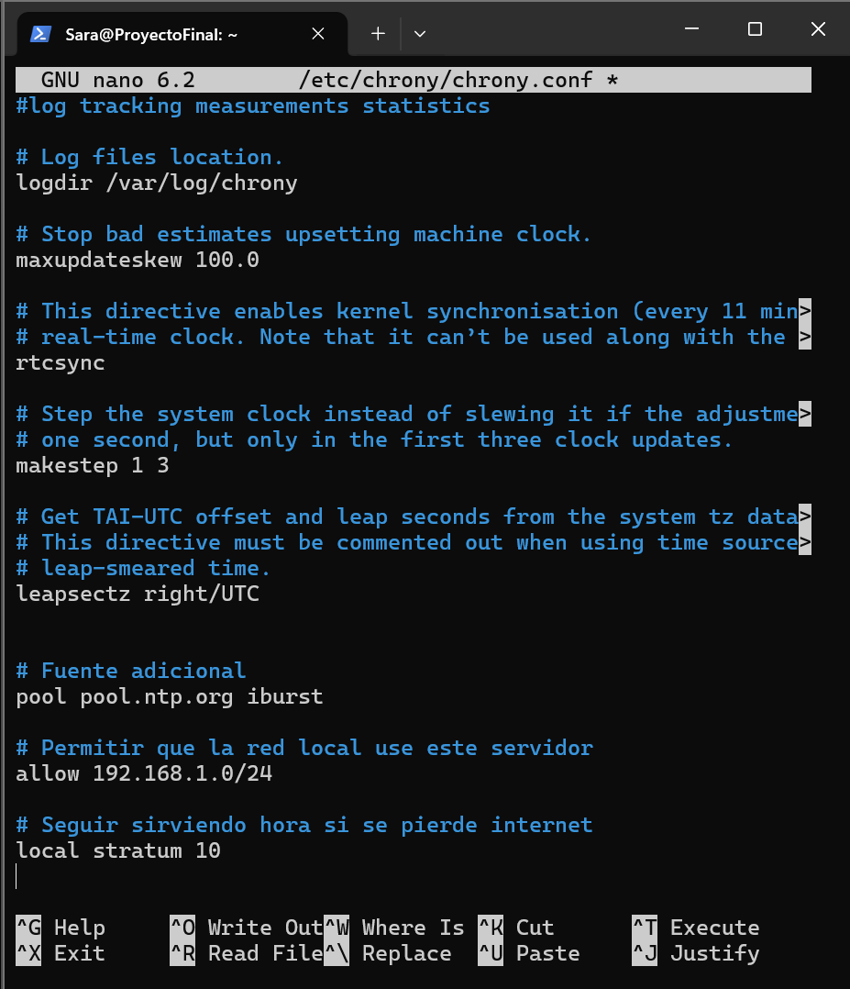 Sara@ProyectoFinal: ~
GNU nano 6.2 /etc/chrony/chrony.conf *
#log tracking measurements statistics
# Log files location.
logdir /var/log/chrony
# Stop bad estimates upsetting machine clock.
maxupdateskew 100.0
# This directive enables kernel synchronisation (every 11 min>
# real-time clock. Note that it can’t be used along with the >
rtcsync
# Step the system clock instead of slewing it if the adjustme>
# one second, but only in the first three clock updates.
makestep 1 3
# Get TAI-UTC offset and leap seconds from the system tz data>
# This directive must be commented out when using time source>
# leap-smeared time.
leapsectz right/UTC
# Fuente adicional
pool pool.ntp.org iburst
# Permitir que la red local use este servidor
allow 192.168.1.0/24
# Seguir sirviendo hora si se pierde internet
local stratum 10
^G Help ^O Write Out ^W Where Is ^K Cut ^T Execute
^X Exit ^R Read File ^\ Replace ^U Paste ^J Justify